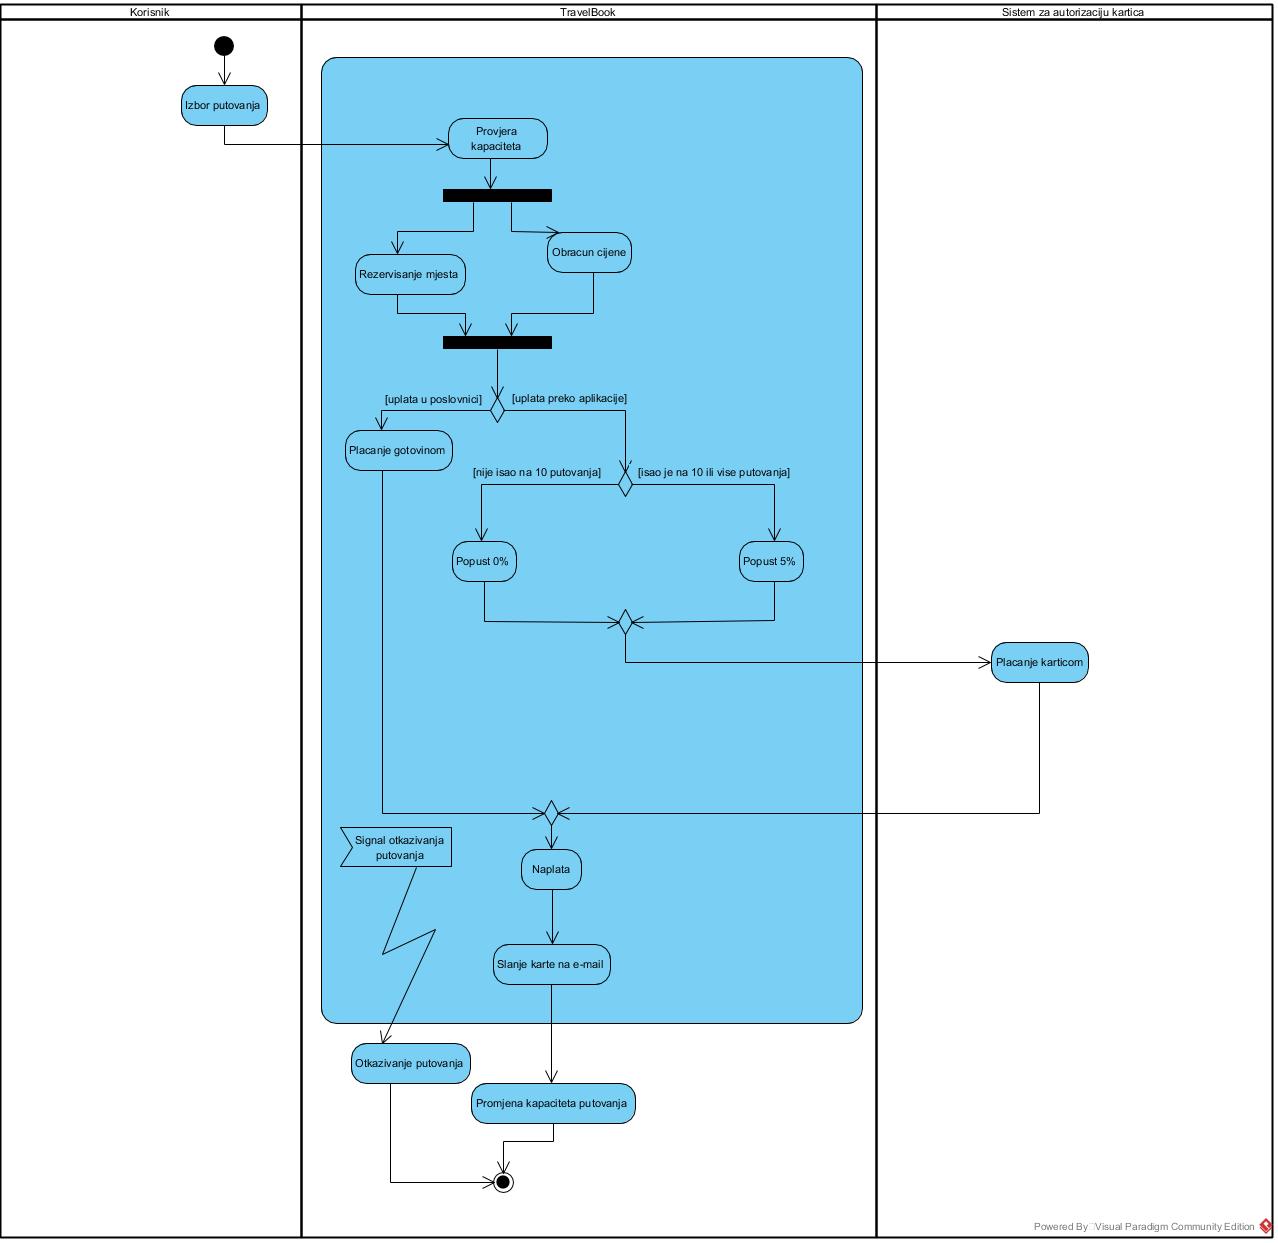 Korisnik
TravelBook
Sistem za autorizaciju kartica
Izbor putovanja
Provjera
kapaciteta
Obracun cijene
Rezervisanje mjesta
[uplata u poslovnici]
[uplata preko aplikacije]
Placanje gotovinom
[nije isao na 10 putovanja]
[isao je na 10 ili vise putovanja]
Popust 0%
Popust 5%
Placanje karticom
Signal otkazivanja
putovanja
Naplata
Slanje karte na e-mail
Otkazivanje putovanja
Promjena kapaciteta putovanja
Powered By Visual Paradigm Community Edition